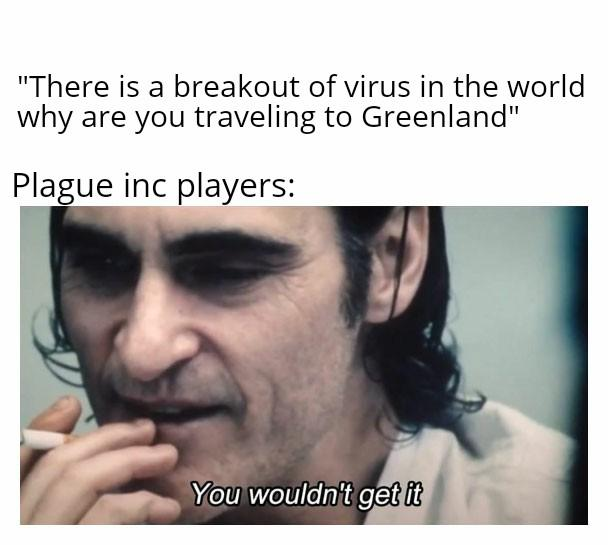 "There is a breakout of virus in the world
why are you traveling to Greenland"
Plague inc players:
You wouldn't get it